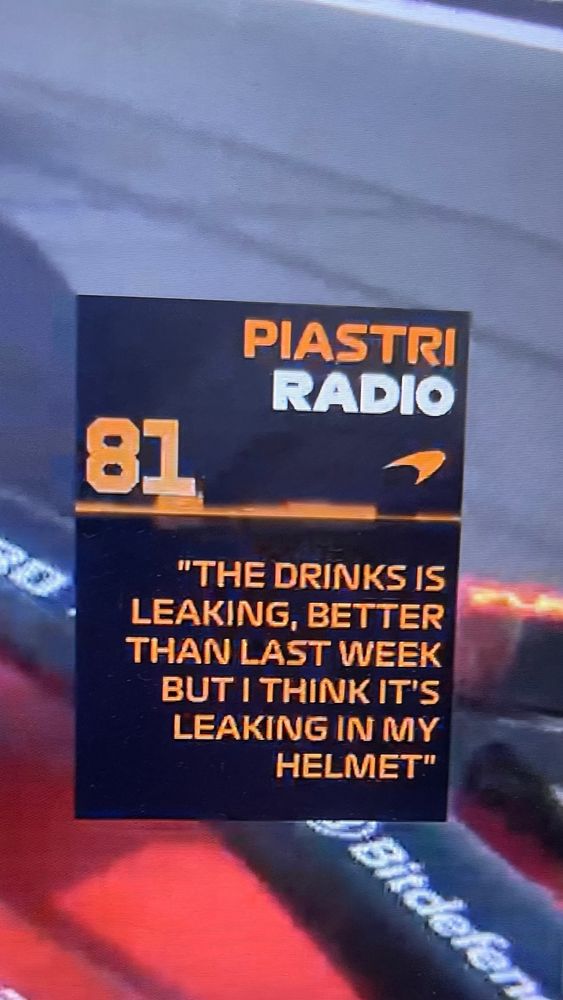 PIASTRI
RADIO
81
"THE DRINKS IS
LEAKING, BETTER
THAN LAST WEEK
BUT I THINK IT'S
LEAKING IN MY
HELMET"
Bitdefen